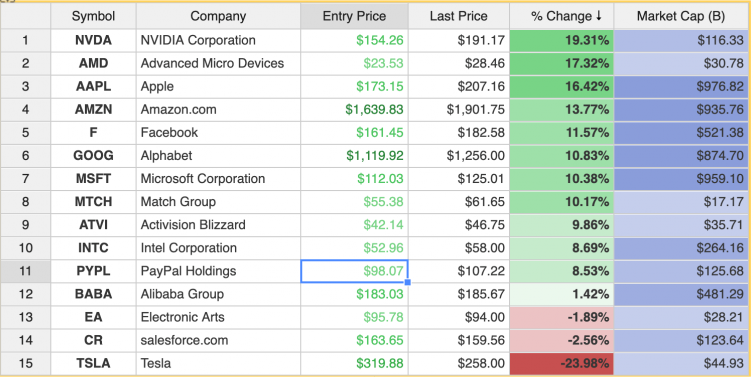 Symbol Company Entry Price Last Price % Change ↓ Market Cap (B)
1 NVDA NVIDIA Corporation $154.26 $191.17 19.31% $116.33
2 AMD Advanced Micro Devices $23.53 $28.46 17.32% $30.78
3 AAPL Apple $173.15 $207.16 16.42% $976.82
4 AMZN Amazon.com $1,639.83 $1,901.75 13.77% $935.76
5 F Facebook $161.45 $182.58 11.57% $521.38
6 GOOG Alphabet $1,119.92 $1,256.00 10.83% $874.70
7 MSFT Microsoft Corporation $112.03 $125.01 10.38% $959.10
8 MTCH Match Group $55.38 $61.65 10.17% $17.17
9 ATVI Activision Blizzard $42.14 $46.75 9.86% $35.71
10 INTC Intel Corporation $52.96 $58.00 8.69% $264.16
11 PYPL PayPal Holdings $98.07 $107.22 8.53% $125.68
12 BABA Alibaba Group $183.03 $185.67 1.42% $481.29
13 EA Electronic Arts $95.78 $94.00 -1.89% $28.21
14 CR salesforce.com $163.65 $159.56 -2.56% $123.64
15 TSLA Tesla $319.88 $258.00 -23.98% $44.93